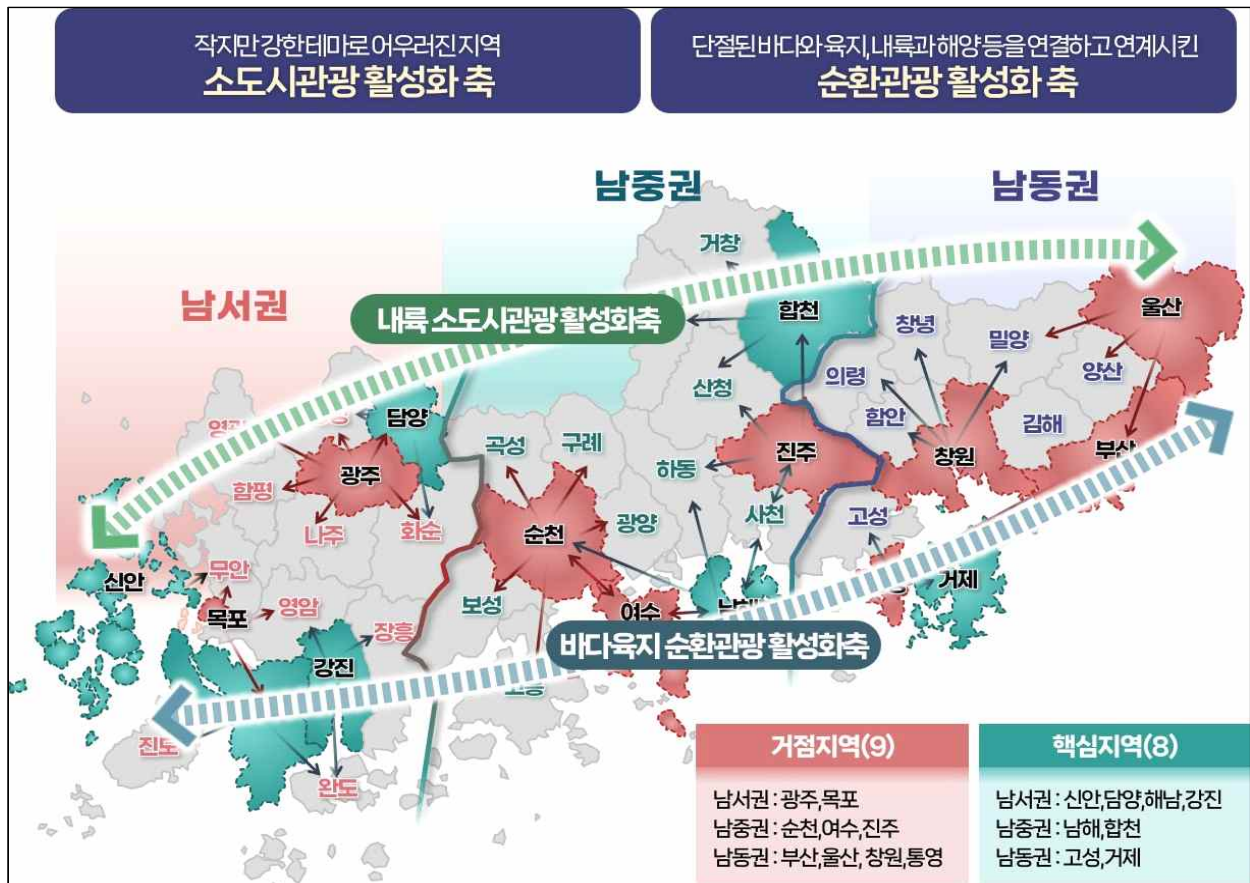 작지만 강한 테마로 어우러진 지역
소도시관광 활성화 축
단절된 바다와 육지, 내륙과 해양 등을 연결하고 연계시킨
순환관광 활성화 축
남중권
남동권
남서권
거창
내륙 소도시관광 활성화축
합천
울산
창녕
밀양
양산
산청
의령
담양
함안
김해
부산
곡성
구례
진주
창원
광주
하동
함평
사천
고성
나주
화순
순천
광양
신안
무안
거제
목포
영암
보성
여수
장흥
강진
바다육지 순환관광 활성화축
진도
완도
거점지역(9)
남서권 : 광주,목포
남중권 : 순천,여수,진주
남동권 : 부산,울산, 창원,통영
핵심지역(8)
남서권 : 신안,담양,해남,강진
남중권 : 남해,합천
남동권 : 고성,거제